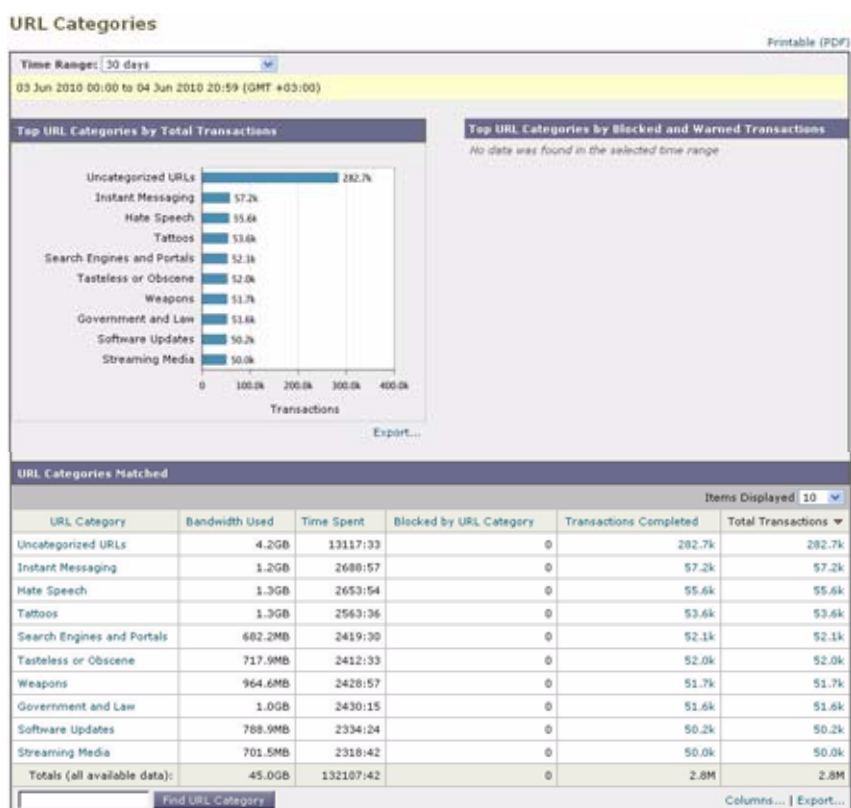 URL Categories
Printable (PDF)
Time Range: 30 days
03 Jun 2010 00:00 to 04 Jun 2010 20:59 (GMT +03:00)
Top URL Categories by Total Transactions
Uncategorized URLs 282.7k
Instant Messaging 57.2k
Hate Speech 55.6k
Tattoos 53.6k
Search Engines and Portals 52.1k
Tasteless or Obscene 52.0k
Weapons 51.7k
Government and Law 51.6k
Software Updates 50.2k
Streaming Media 50.0k
0 100.0k 200.0k 300.0k 400.0k
Transactions
Export...
Top URL Categories by Blocked and Warned Transactions
No data was found in the selected time range
URL Categories Matched
Items Displayed 10
URL Category Bandwidth Used Time Spent Blocked by URL Category Transactions Completed Total Transactions
Uncategorized URLs 4.2GB 13117:33 0 282.7k 282.7k
Instant Messaging 1.2GB 2688:57 0 57.2k 57.2k
Hate Speech 1.3GB 2653:54 0 55.6k 55.6k
Tattoos 1.3GB 2563:36 0 53.6k 53.6k
Search Engines and Portals 682.2MB 2419:30 0 52.1k 52.1k
Tasteless or Obscene 717.9MB 2412:33 0 52.0k 52.0k
Weapons 964.6MB 2428:57 0 51.7k 51.7k
Government and Law 1.0GB 2430:15 0 51.6k 51.6k
Software Updates 788.9MB 2334:24 0 50.2k 50.2k
Streaming Media 701.5MB 2318:42 0 50.0k 50.0k
Totals (all available data): 45.0GB 132107:42 0 2.8M 2.8M
Find URL Category
Columns... | Export...